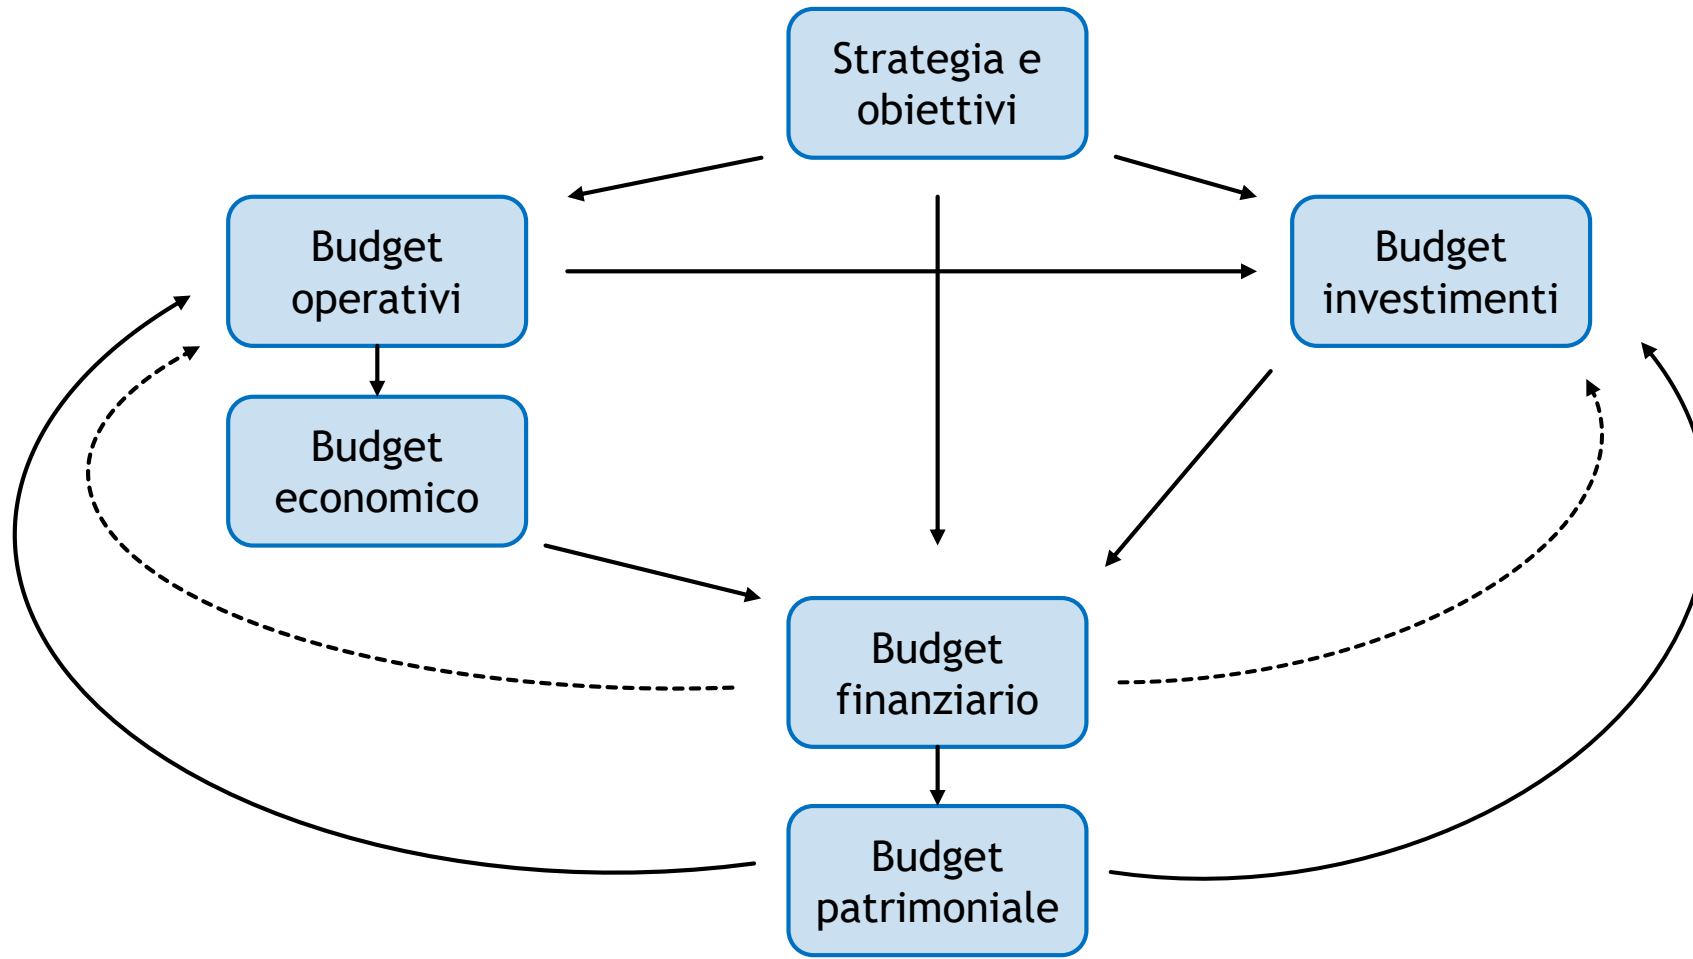 Strategia e
obiettivi
Budget
operativi
Budget
investimenti
Budget
economico
Budget
finanziario
Budget
patrimoniale